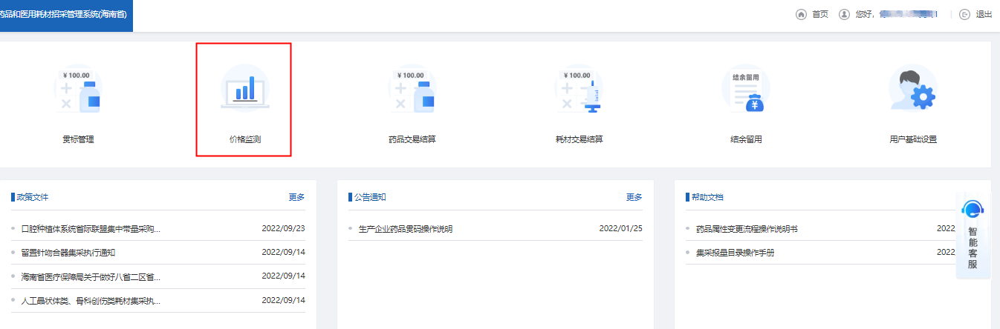 药品和医用耗材招采管理系统(海南省)
首页
您好,
退出
¥ 100.00
¥ 100.00
¥ 100.00
结余留用
贯标管理
价格监测
药品交易结算
耗材交易结算
结余留用
用户基础设置
政策文件
更多
口腔种植体系统省际联盟集中带量采购...
2022/09/23
留置针吻合器集采执行通知
2022/09/14
海南省医疗保障局关于做好八省二区省...
2022/09/14
人工晶状体类、骨科创伤类耗材集采执...
2022/09/14
公告通知
更多
生产企业药品贯码操作说明
2022/01/25
帮助文档
药品属性变更流程操作说明书
2022
集采报量目录操作手册
2022
智能客服